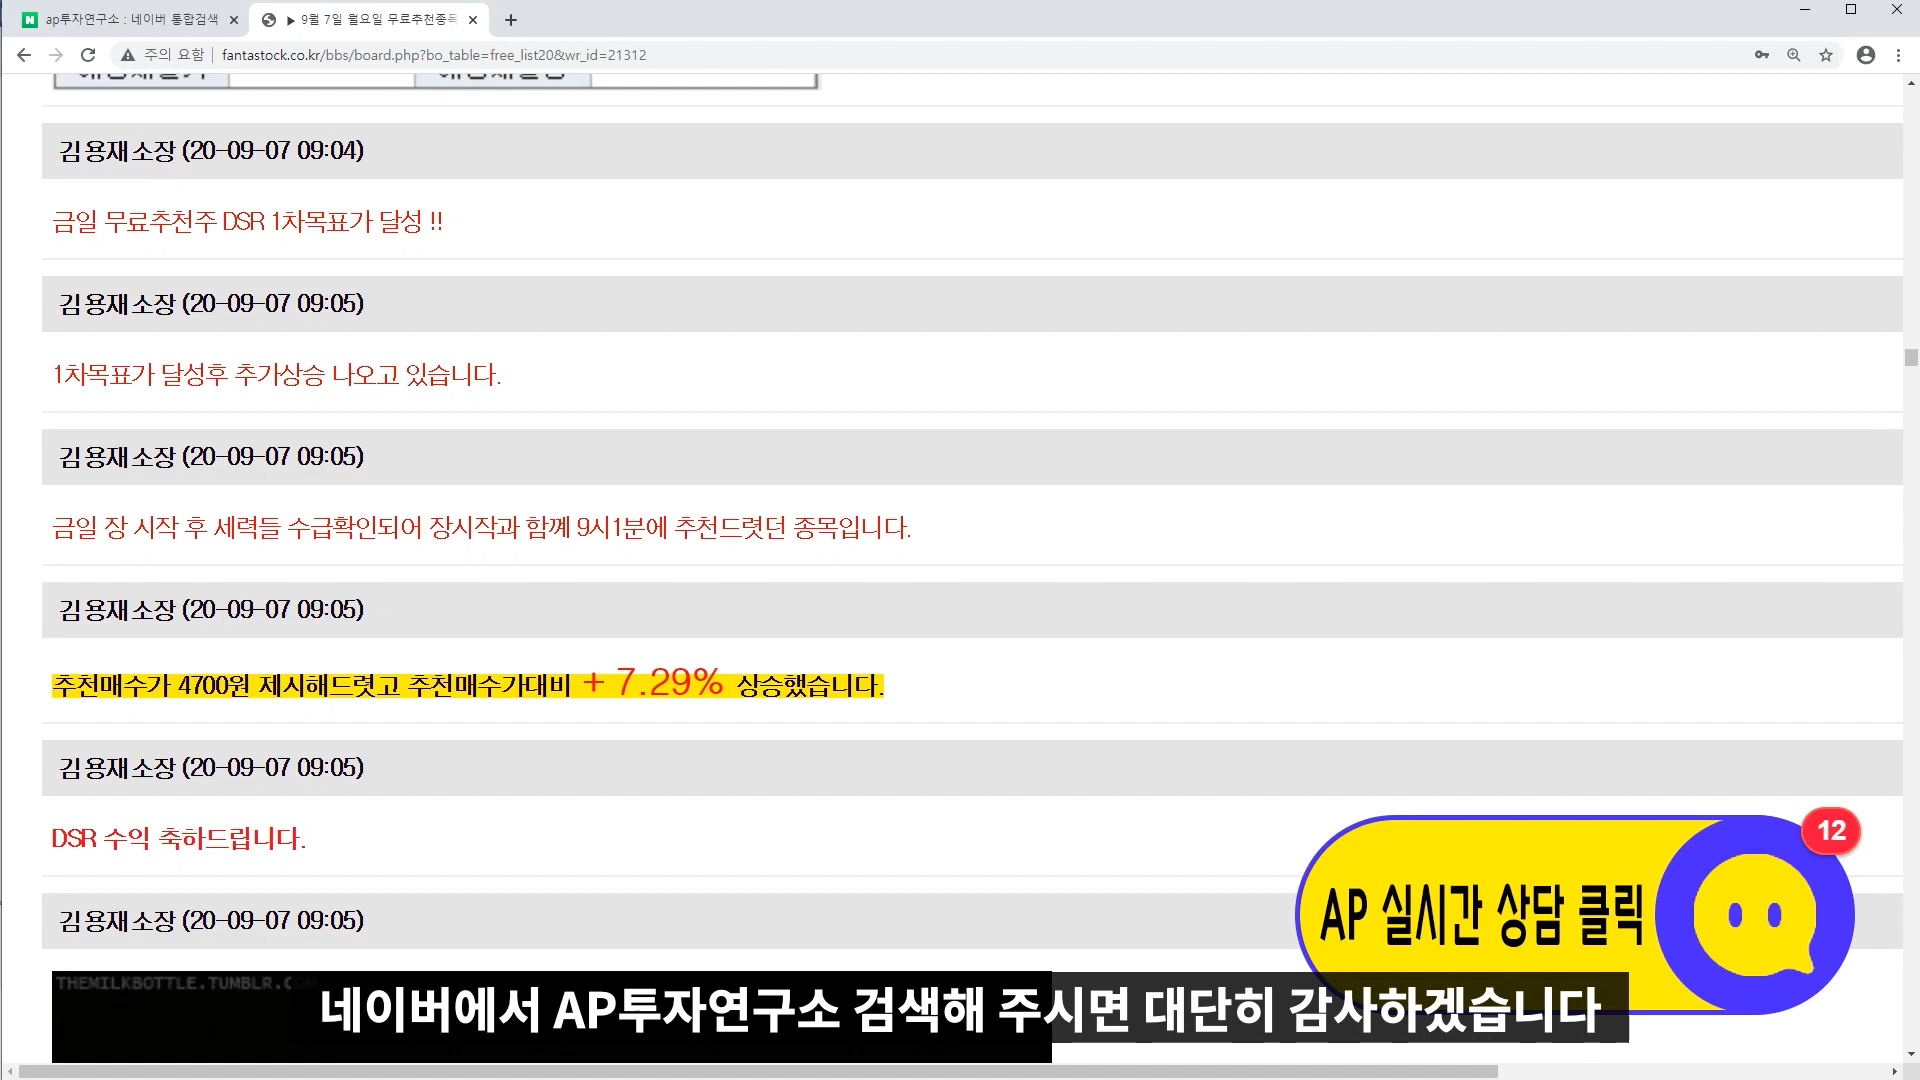 ap투자연구소 : 네이버 통합검색
▶ 9월 7일 월요일 무료추천종목
주의 요함
fantastock.co.kr/bbs/board.php?bo_table=free_list20&wr_id=21312
김용재소장 (20-09-07 09:04)
금일 무료추천주 DSR 1차목표가 달성 !!
김용재소장 (20-09-07 09:05)
1차목표가 달성후 추가상승 나오고 있습니다.
김용재소장 (20-09-07 09:05)
금일 장 시작 후 세력들 수급확인되어 장시작과 함꼐 9시1분에 추천드렷던 종목입니다.
김용재소장 (20-09-07 09:05)
추천매수가 4700원 제시해드렷고 추천매수가대비 + 7.29% 상승했습니다.
김용재소장 (20-09-07 09:05)
DSR 수익 축하드립니다.
12
AP 실시간 상담 클릭
김용재소장 (20-09-07 09:05)
THEMILKBOTTLE.TUMBLR.COM
네이버에서 AP투자연구소 검색해 주시면 대단히 감사하겠습니다